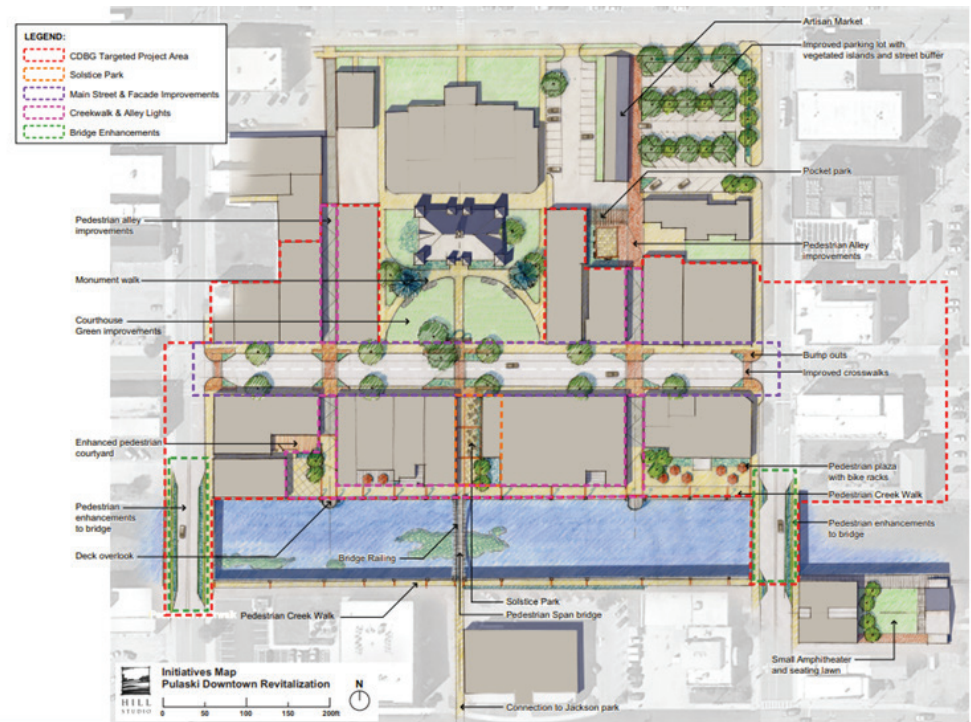 LEGEND:
CDBG Targeted Project Area
Solstice Park
Main Street & Facade Improvements
Creekwalk & Alley Lights
Bridge Enhancements
Artisan Market
Improved parking lot with
vegetated islands and street buffer
Pocket park
Pedestrian alley
improvements
Pedestrian Alley
improvements
Monument walk
Courthouse
Green improvements
Bump outs
Improved crosswalks
Enhanced pedestrian
courtyard
Pedestrian plaza
with bike racks
Pedestrian Creek Walk
Pedestrian
enhancements
to bridge
Pedestrian enhancements
to bridge
Deck overlook
Bridge Railing
Solstice Park
Pedestrian Creek Walk
Pedestrian Span bridge
Small Amphitheater
and seating lawn
Connection to Jackson park
HILL
STUDIO
Initiatives Map
Pulaski Downtown Revitalization
N
0 50 100 150 200ft